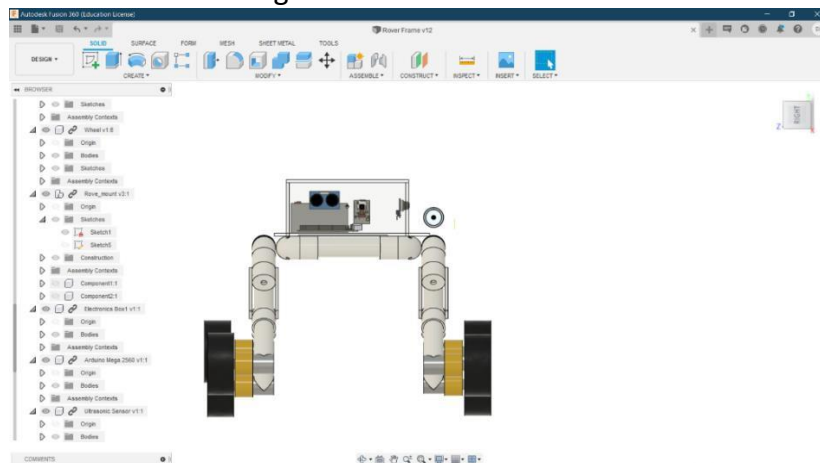 Autodesk Fusion 360 (Education License)
Rover Frame v12
SOLID SURFACE FORM MESH SHEET METAL TOOLS
DESIGN
CREATE MODIFY ASSEMBLE CONSTRUCT INSPECT INSERT SELECT
BROWSER
Sketches
Assembly Contexts
Wheel v1:8
Origin
Bodies
Sketches
Assembly Contexts
Rove_mount v3:1
Origin
Sketches
Sketch1
Sketch5
Construction
Assembly Contexts
Component1:1
Component2:1
Electronics Box1 v1:1
Origin
Bodies
Assembly Contexts
Arduino Mega 2560 v1:1
Origin
Bodies
Assembly Contexts
Ultrasonic Sensor v1:1
Origin
Bodies
COMMENTS
RIGHT
Z